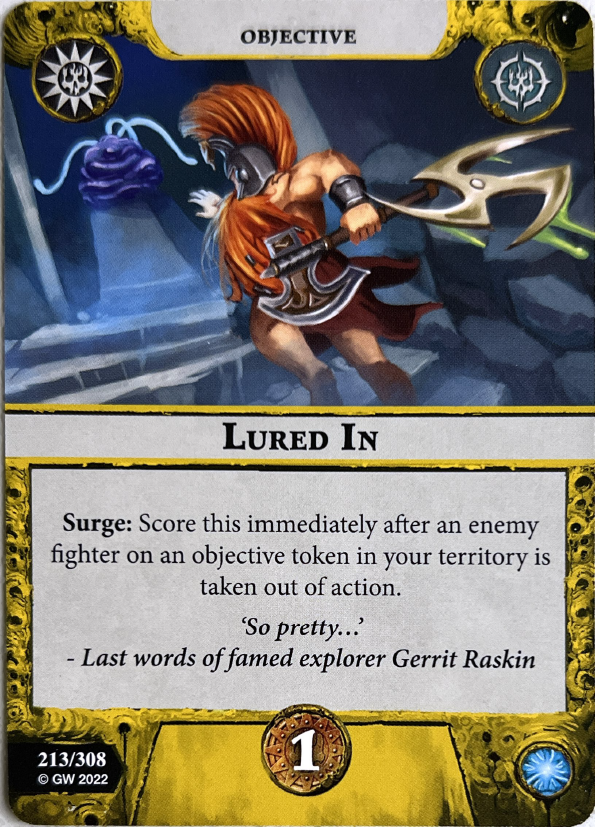 OBJECTIVE
LURED IN
Surge: Score this immediately after an enemy
fighter on an objective token in your territory is
taken out of action.
‘So pretty…’
- Last words of famed explorer Gerrit Raskin
1
213/308
© GW 2022